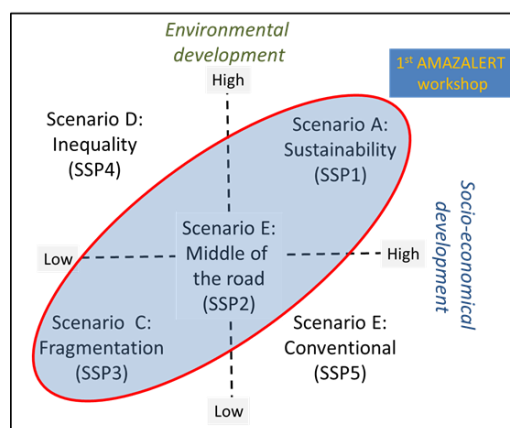 Environmental
development
1st AMAZALERT
workshop
High
Scenario D:
Inequality
(SSP4)
Scenario A:
Sustainability
(SSP1)
Socio-economical
development
Scenario E:
Middle of
the road
(SSP2)
Low
High
Scenario C:
Fragmentation
(SSP3)
Scenario E:
Conventional
(SSP5)
Low